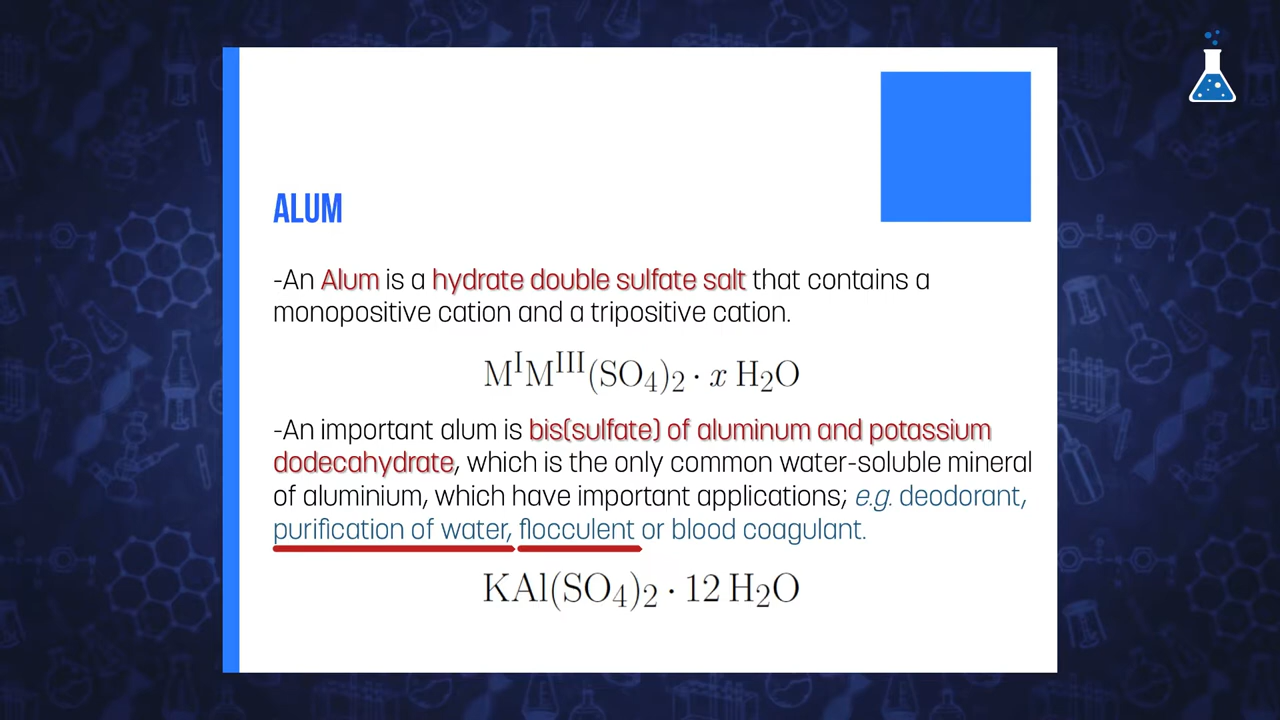 ALUM
-An Alum is a hydrate double sulfate salt that contains a
monopositive cation and a tripositive cation.
MᴵMᴵᴵᴵ(SO₄)₂ · x H₂O
-An important alum is bis(sulfate) of aluminum and potassium
dodecahydrate, which is the only common water-soluble mineral
of aluminium, which have important applications; e.g. deodorant,
purification of water, flocculent or blood coagulant.
KAl(SO₄)₂ · 12 H₂O